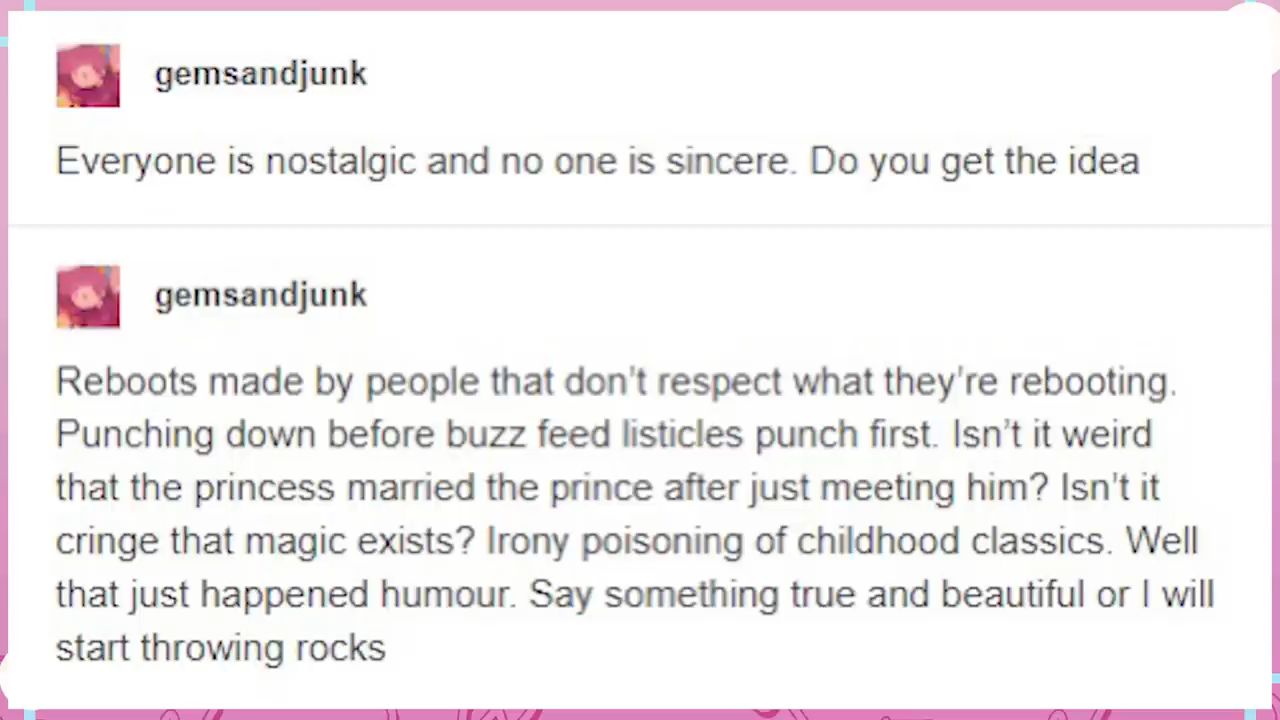 gemsandjunk
Everyone is nostalgic and no one is sincere. Do you get the idea
gemsandjunk
Reboots made by people that don't respect what they're rebooting.
Punching down before buzz feed listicles punch first. Isn’t it weird
that the princess married the prince after just meeting him? Isn’t it
cringe that magic exists? Irony poisoning of childhood classics. Well
that just happened humour. Say something true and beautiful or I will
start throwing rocks